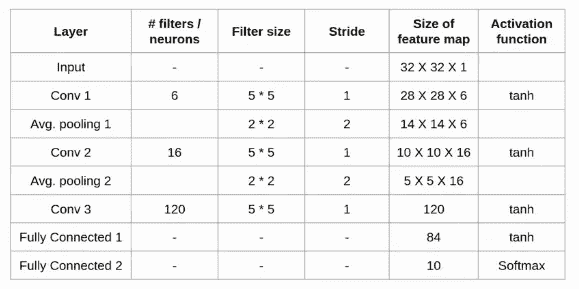 Layer # filters / neurons Filter size Stride Size of feature map Activation function
Input - - - 32 X 32 X 1
Conv 1 6 5 * 5 1 28 X 28 X 6 tanh
Avg. pooling 1 2 * 2 2 14 X 14 X 6
Conv 2 16 5 * 5 1 10 X 10 X 16 tanh
Avg. pooling 2 2 * 2 2 5 X 5 X 16
Conv 3 120 5 * 5 1 120 tanh
Fully Connected 1 - - - 84 tanh
Fully Connected 2 - - - 10 Softmax